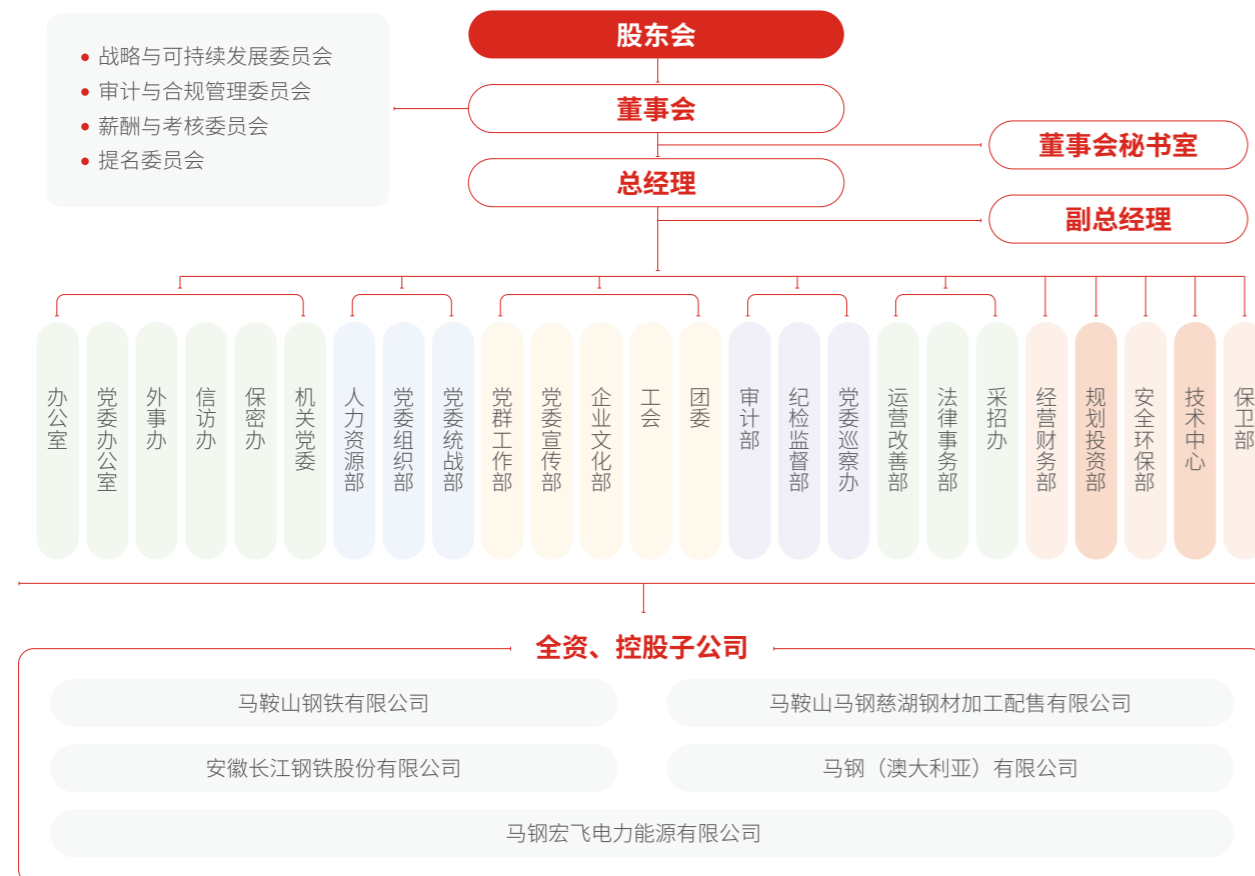 股东会
战略与可持续发展委员会
审计与合规管理委员会
薪酬与考核委员会
提名委员会
董事会
董事会秘书室
总经理
副总经理
办公室
党委办公室
外事办
信访办
保密办
机关党委
人力资源部
党委组织部
党委统战部
党群工作部
党委宣传部
企业文化部
工会
团委
审计部
纪检监督部
党委巡察办
运营改善部
法律事务部
采招办
经营财务部
规划投资部
安全环保部
技术中心
保卫部
全资、控股子公司
马鞍山钢铁有限公司
马鞍山马钢慈湖钢材加工配售有限公司
安徽长江钢铁股份有限公司
马钢（澳大利亚）有限公司
马钢宏飞电力能源有限公司